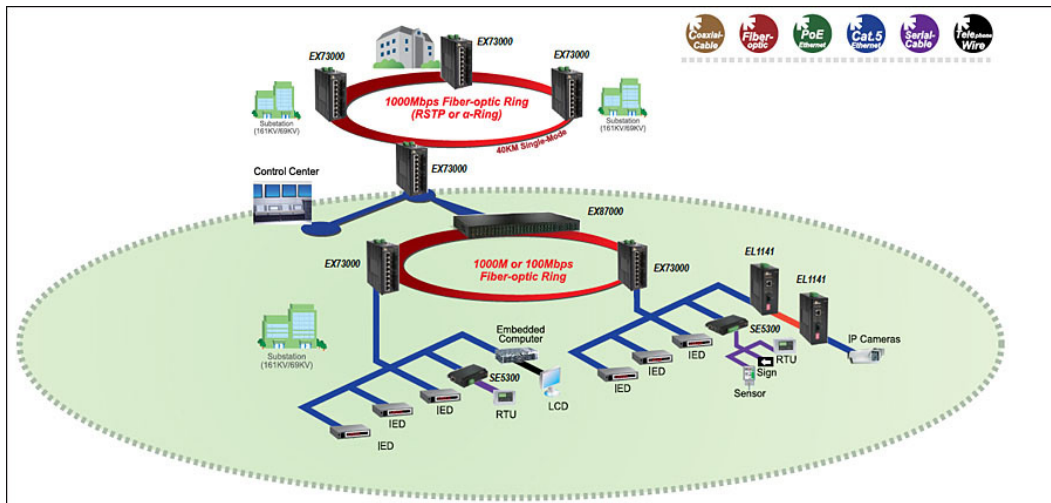 Coaxial-
Cable
Fiber-
optic
PoE
Ethernet
Cat.5
Ethernet
Serial-
Cable
Telephone
Wire
EX73000
EX73000
EX73000
1000Mbps Fiber-optic Ring
(RSTP or α-Ring)
40KM Single-Mode
Substation
(161KV/69KV)
Substation
(161KV/69KV)
EX73000
Control Center
EX87000
EX73000
1000M or 100Mbps
Fiber-optic Ring
EX73000
EL1141
EL1141
Substation
(161KV/69KV)
Embedded
Computer
SE5300
LCD
RTU
IED
IED
IED
SE5300
RTU
Sign
Sensor
IP Cameras
IED
IED
IED